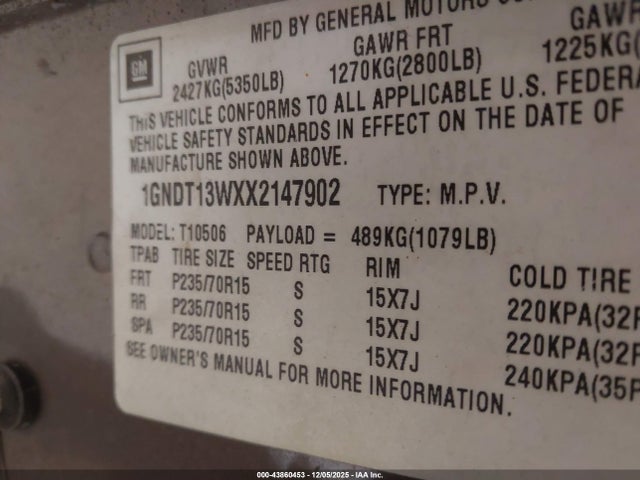 MFD BY GENERAL MOTORS
GM
GVWR GAWR FRT GAWR
2427KG(5350LB) 1270KG(2800LB) 1225KG(
THIS VEHICLE CONFORMS TO ALL APPLICABLE U.S. FEDERA
VEHICLE SAFETY STANDARDS IN EFFECT ON THE DATE OF
MANUFACTURE SHOWN ABOVE.
1GNDT13WXX2147902 TYPE: M.P.V.
MODEL: T10506 PAYLOAD = 489KG(1079LB)
TPAB TIRE SIZE SPEED RTG RIM COLD TIRE
FRT P235/70R15 S 15X7J 220KPA(32P
RR P235/70R15 S 15X7J 220KPA(32P
SPA P235/70R15 S 15X7J 240KPA(35P
SEE OWNER'S MANUAL FOR MORE INFORMATION.
000-43860453 - 12/05/2025 - IAA Inc.